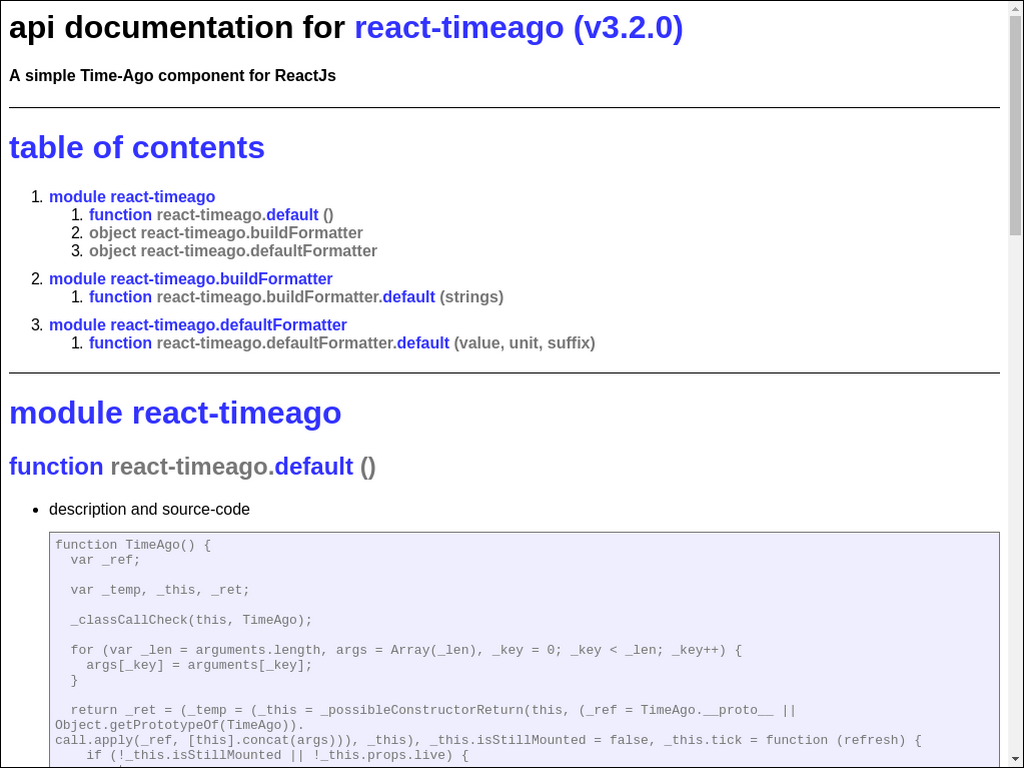 api documentation for react-timeago (v3.2.0)
A simple Time-Ago component for ReactJs
table of contents
1. module react-timeago
1. function react-timeago.default ()
2. object react-timeago.buildFormatter
3. object react-timeago.defaultFormatter
2. module react-timeago.buildFormatter
1. function react-timeago.buildFormatter.default (strings)
3. module react-timeago.defaultFormatter
1. function react-timeago.defaultFormatter.default (value, unit, suffix)
module react-timeago
function react-timeago.default ()
• description and source-code
function TimeAgo() {
  var _ref;
  var _temp, _this, _ret;
  _classCallCheck(this, TimeAgo);
  for (var _len = arguments.length, args = Array(_len), _key = 0; _key < _len; _key++) {
    args[_key] = arguments[_key];
  }
  return _ret = (_temp = (_this = _possibleConstructorReturn(this, (_ref = TimeAgo.__proto__ ||
Object.getPrototypeOf(TimeAgo)).
call.apply(_ref, [this].concat(args))), _this), _this.isStillMounted = false, _this.tick = function (refresh) {
    if (!_this.isStillMounted || !_this.props.live) {